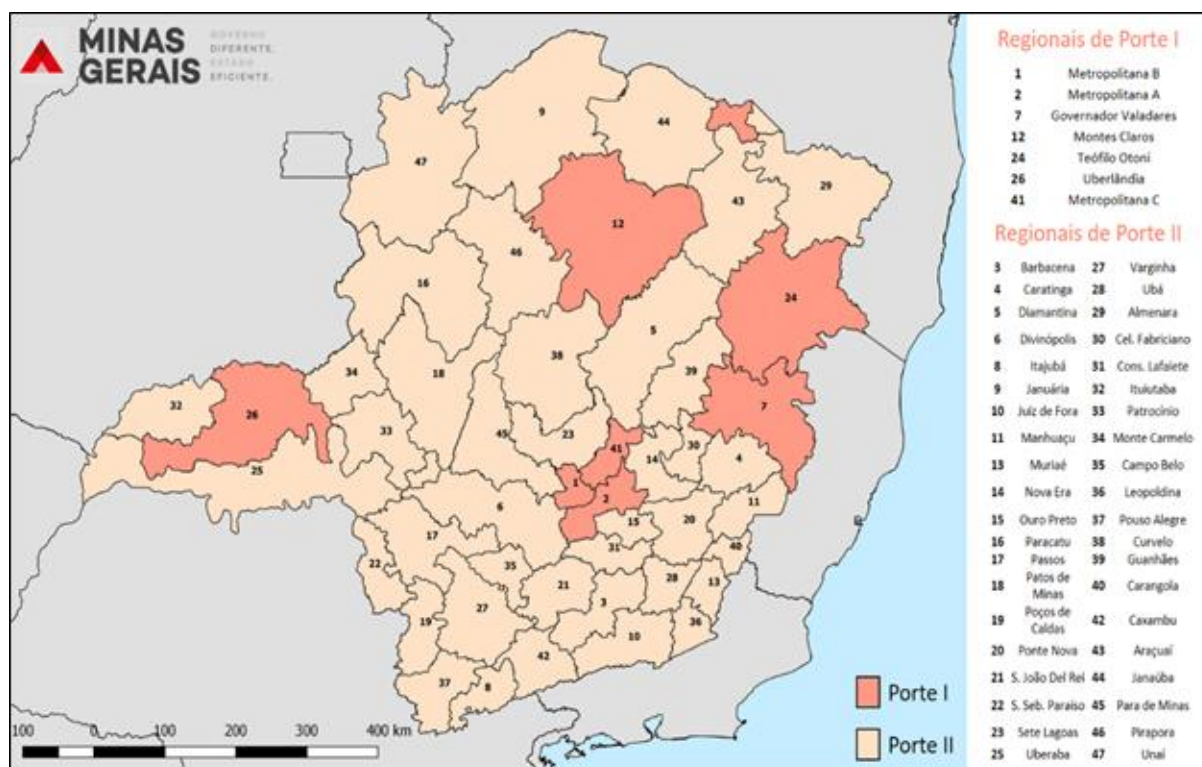 MINAS
GERAIS
GOVERNO
DIFERENTE.
ESTADO
EFICIENTE.
9
44
47
29
43
12
46
16
24
5
38
18
34
39
32
26
7
33
45
23
25
41
30
14
4
1
2
11
6
15
20
17
31
40
22
35
21
28
13
3
27
19
36
10
42
37
8
100
0
100
200
300
400 km
Porte I
Porte II
Regionais de Porte I
1 Metropolitana B
2 Metropolitana A
7 Governador Valadares
12 Montes Claros
24 Teófilo Otoni
26 Uberlândia
41 Metropolitana C
Regionais de Porte II
3 Barbacena 27 Varginha
4 Caratinga 28 Ubá
5 Diamantina 29 Almenara
6 Divinópolis 30 Cel. Fabriciano
8 Itajubá 31 Cons. Lafaiete
9 Januária 32 Ituiutaba
10 Juiz de Fora 33 Patrocínio
11 Manhuaçu 34 Monte Carmelo
13 Muriaé 35 Campo Belo
14 Nova Era 36 Leopoldina
15 Ouro Preto 37 Pouso Alegre
16 Paracatu 38 Curvelo
17 Passos 39 Guanhães
18 Patos de Minas 40 Carangola
19 Poços de Caldas 42 Caxambu
20 Ponte Nova 43 Araçuaí
21 S. João Del Rei 44 Janaúba
22 S. Seb. Paraíso 45 Para de Minas
23 Sete Lagoas 46 Pirapora
25 Uberaba 47 Unaí